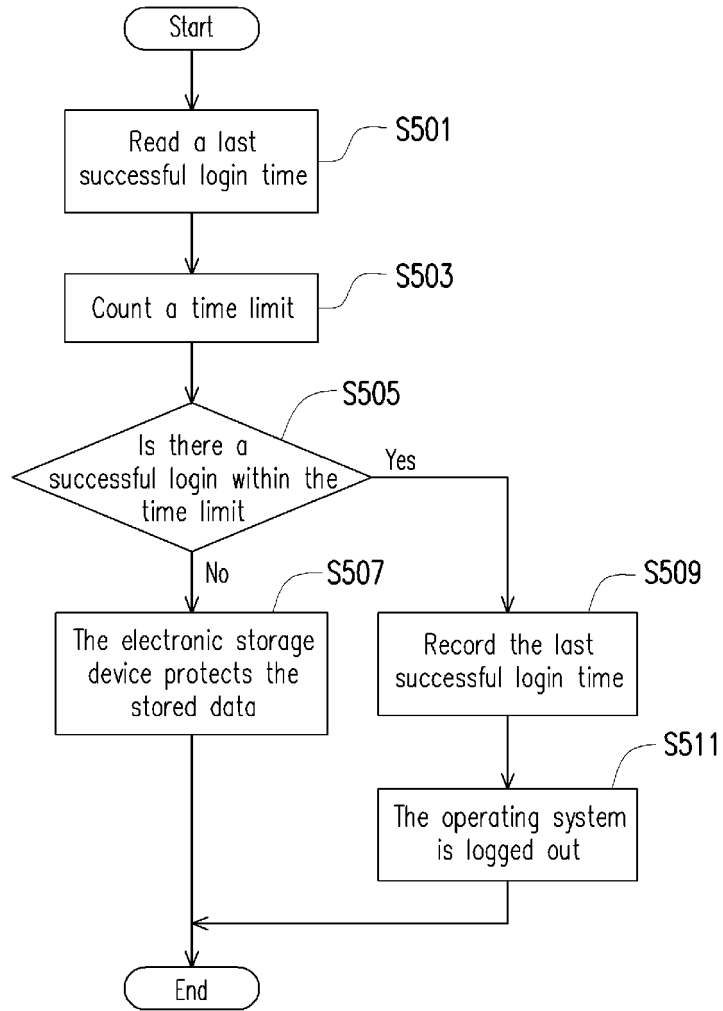 Start
Read a last
successful login time
S501
Count a time limit
S503
Is there a
successful login within the
time limit
S505
Yes
No
The electronic storage
device protects the
stored data
S507
Record the last
successful login time
S509
The operating system
is logged out
S511
End